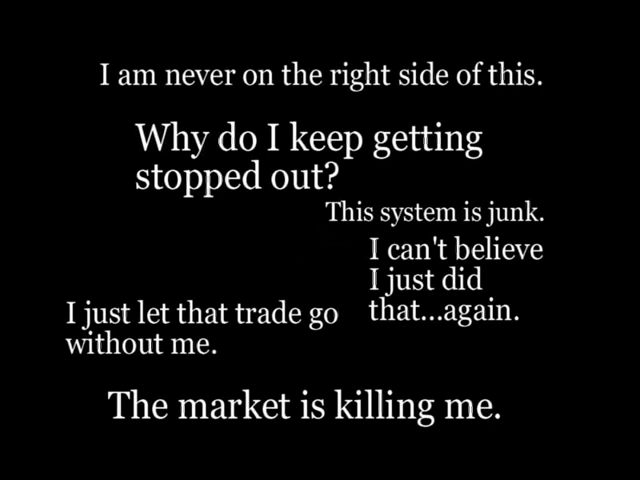 I am never on the right side of this.
Why do I keep getting
stopped out?
This system is junk.
I can't believe
I just did
that...again.
I just let that trade go
without me.
The market is killing me.